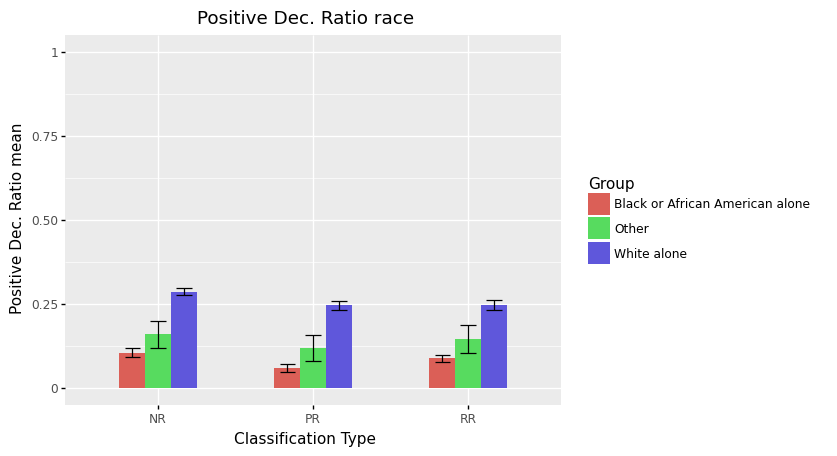 Positive Dec. Ratio race
Positive Dec. Ratio mean
1
0.75
0.50
0.25
0
NR
PR
RR
Classification Type
Group
Black or African American alone
Other
White alone